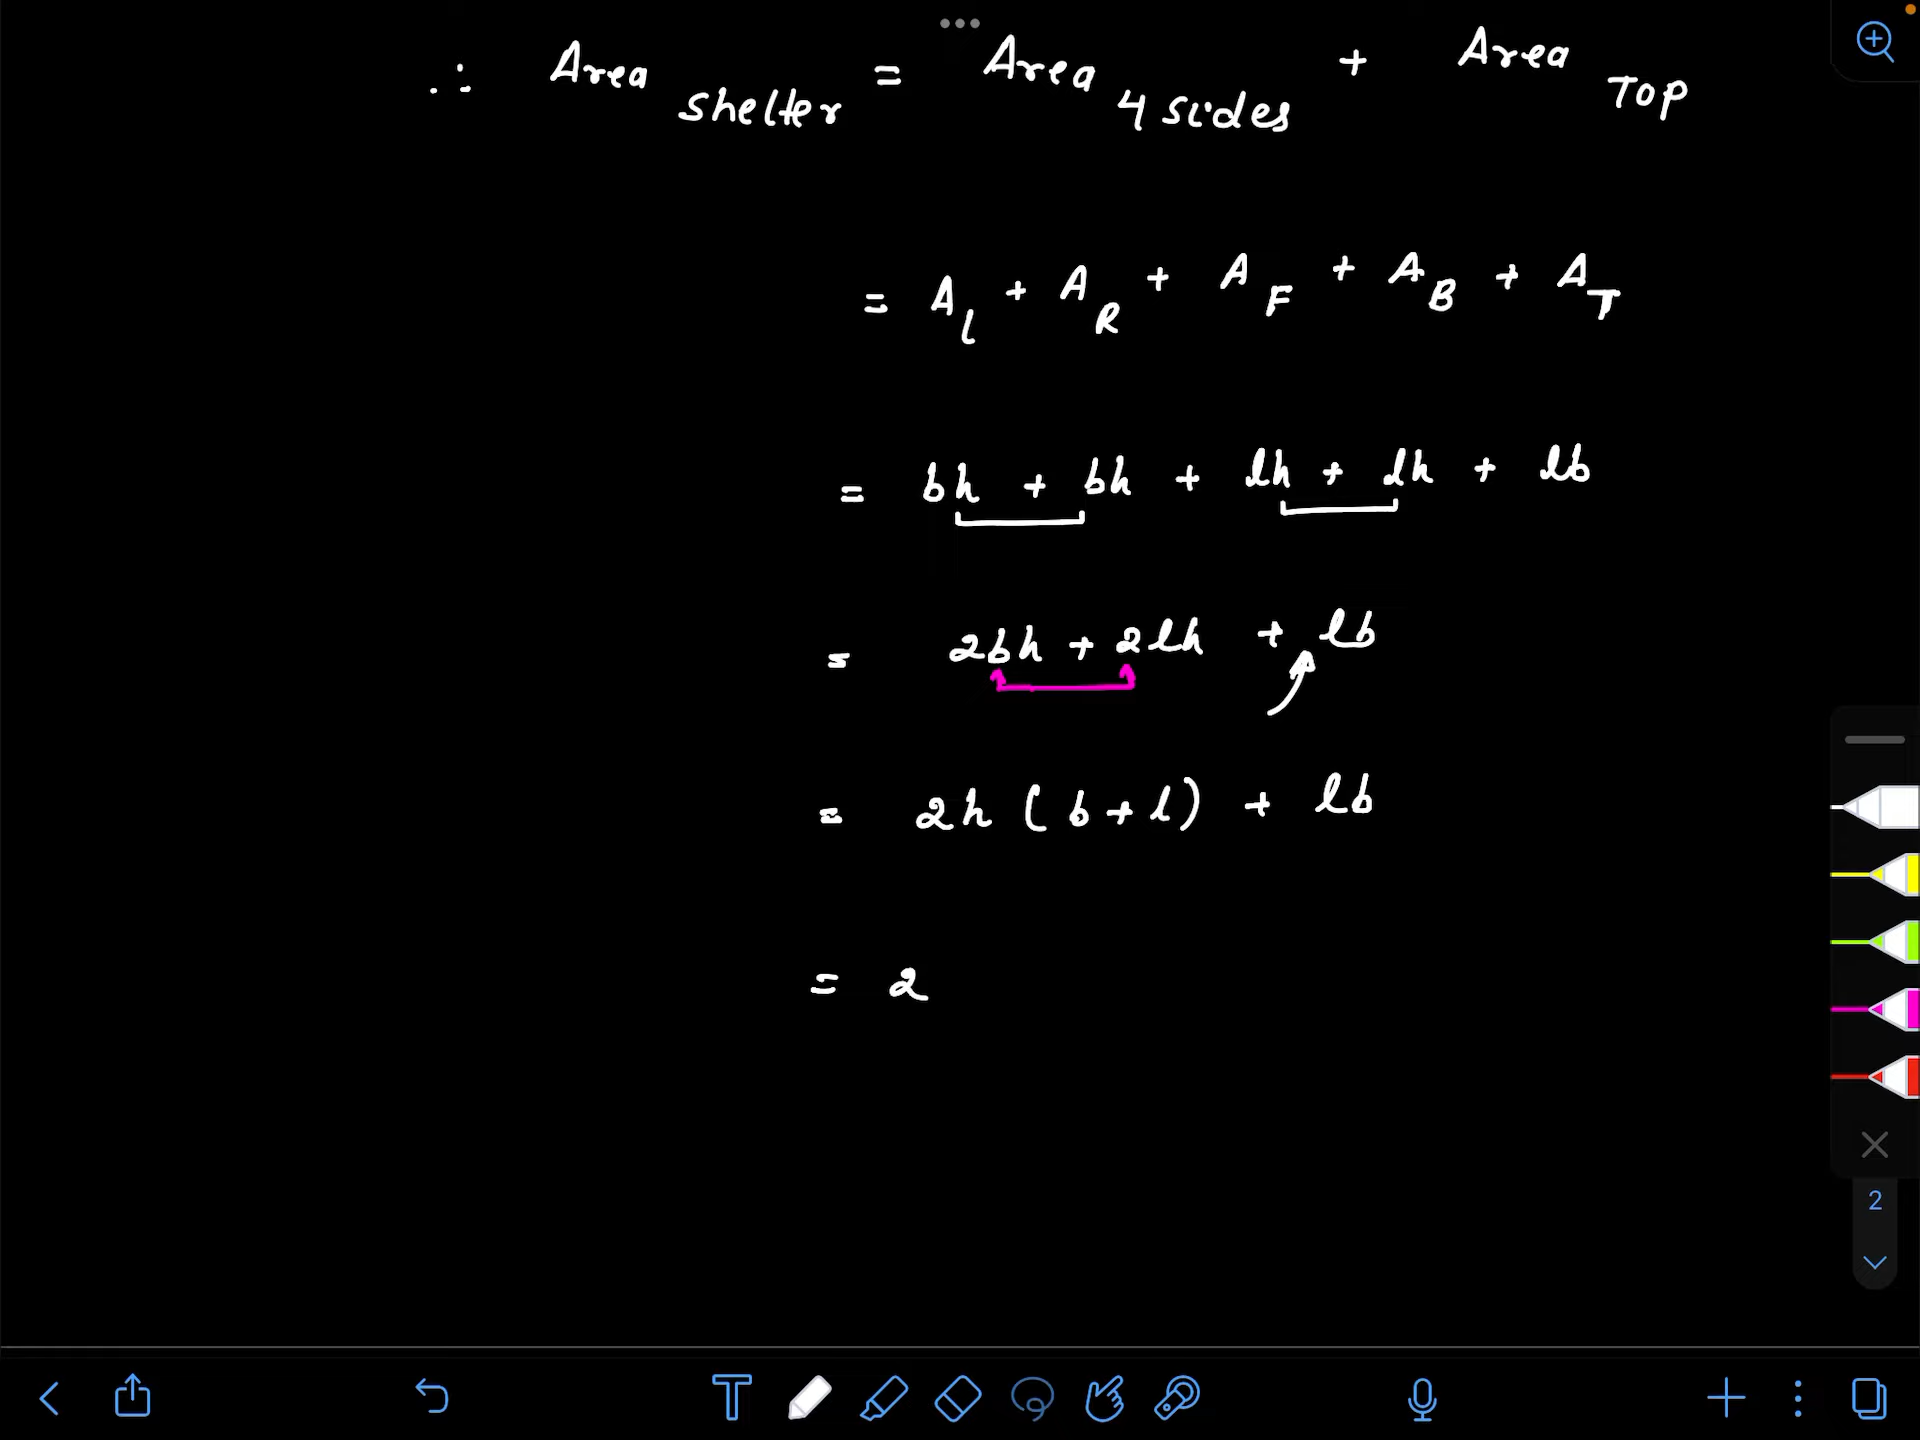 ∴ Area shelter = Area 4 sides + Area TOP
= A_L + A_R + A_F + A_B + A_T
= bh + bh + lh + lh + lb
= 2bh + 2lh + lb
= 2h (b + l) + lb
= 2
2